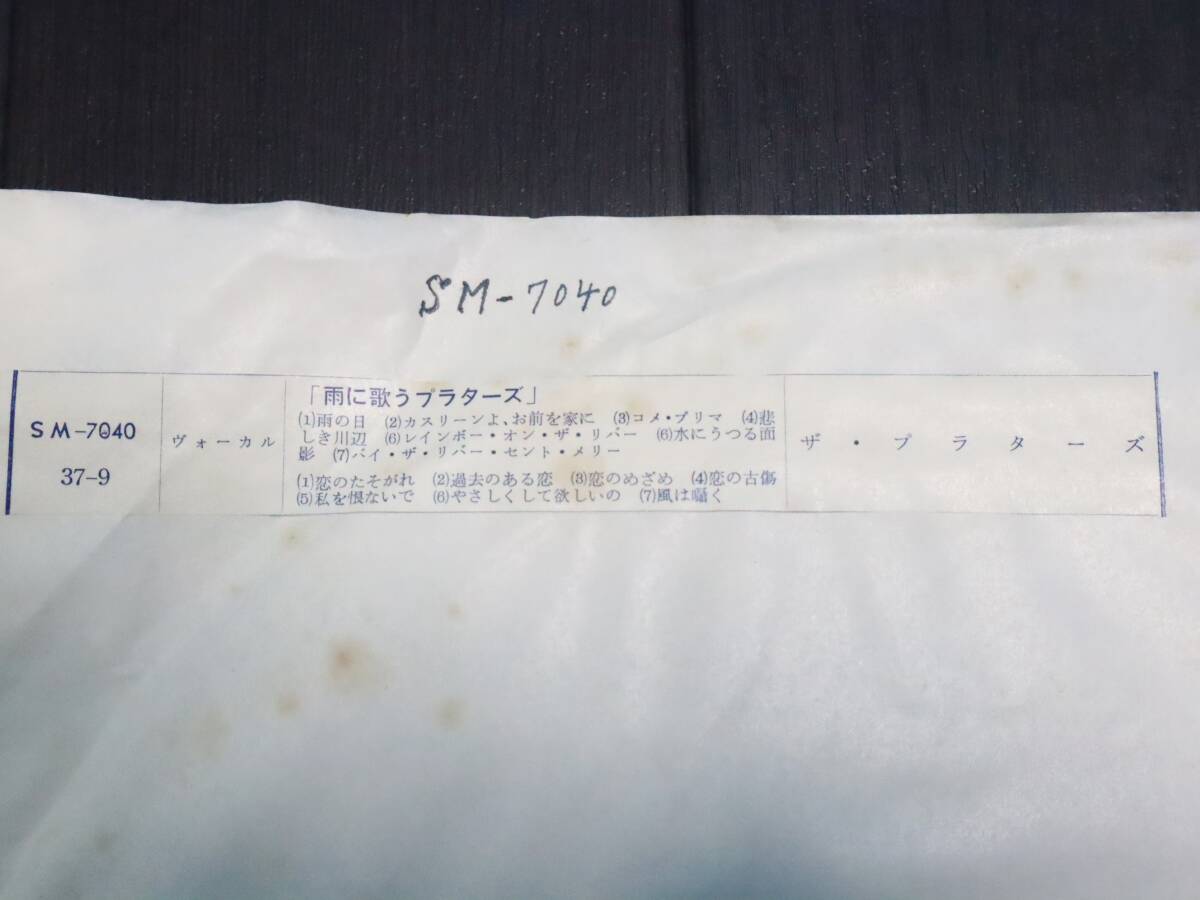 SM-7040
SM-7040
37-9
ヴォーカル
「雨に歌うプラターズ」
(1)雨の日 (2)カスリーンよ、お前を家に (3)コメ・プリマ (4)悲
しき川辺 (6)レインボー・オン・ザ・リバー (6)水にうつる面
影 (7)バイ・ザ・リバー・セント・メリー
(1)恋のたそがれ (2)過去のある恋 (3)恋のめざめ (4)恋の古傷
(5)私を恨ないで (6)やさしくして欲しいの (7)風は囁く
ザ・プラターズ